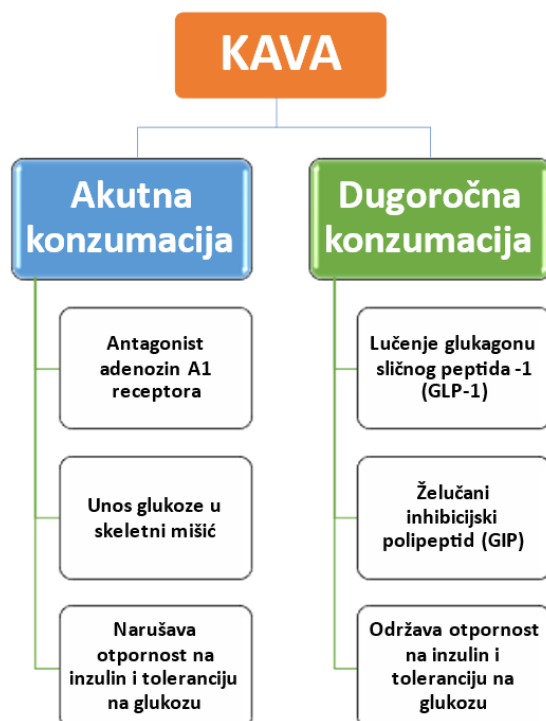 KAVA
Akutna
konzumacija
Antagonist
adenozin A1
receptora
Unos glukoze u
skeletni mišić
Narušava
otpornost na
inzulin i toleranciju
na glukozu
Dugoročna
konzumacija
Lučenje glukagonu
sličnog peptida -1
(GLP-1)
Želučani
inhibicijski
polipeptid (GIP)
Održava otpornost
na inzulin i
toleranciju na
glukozu